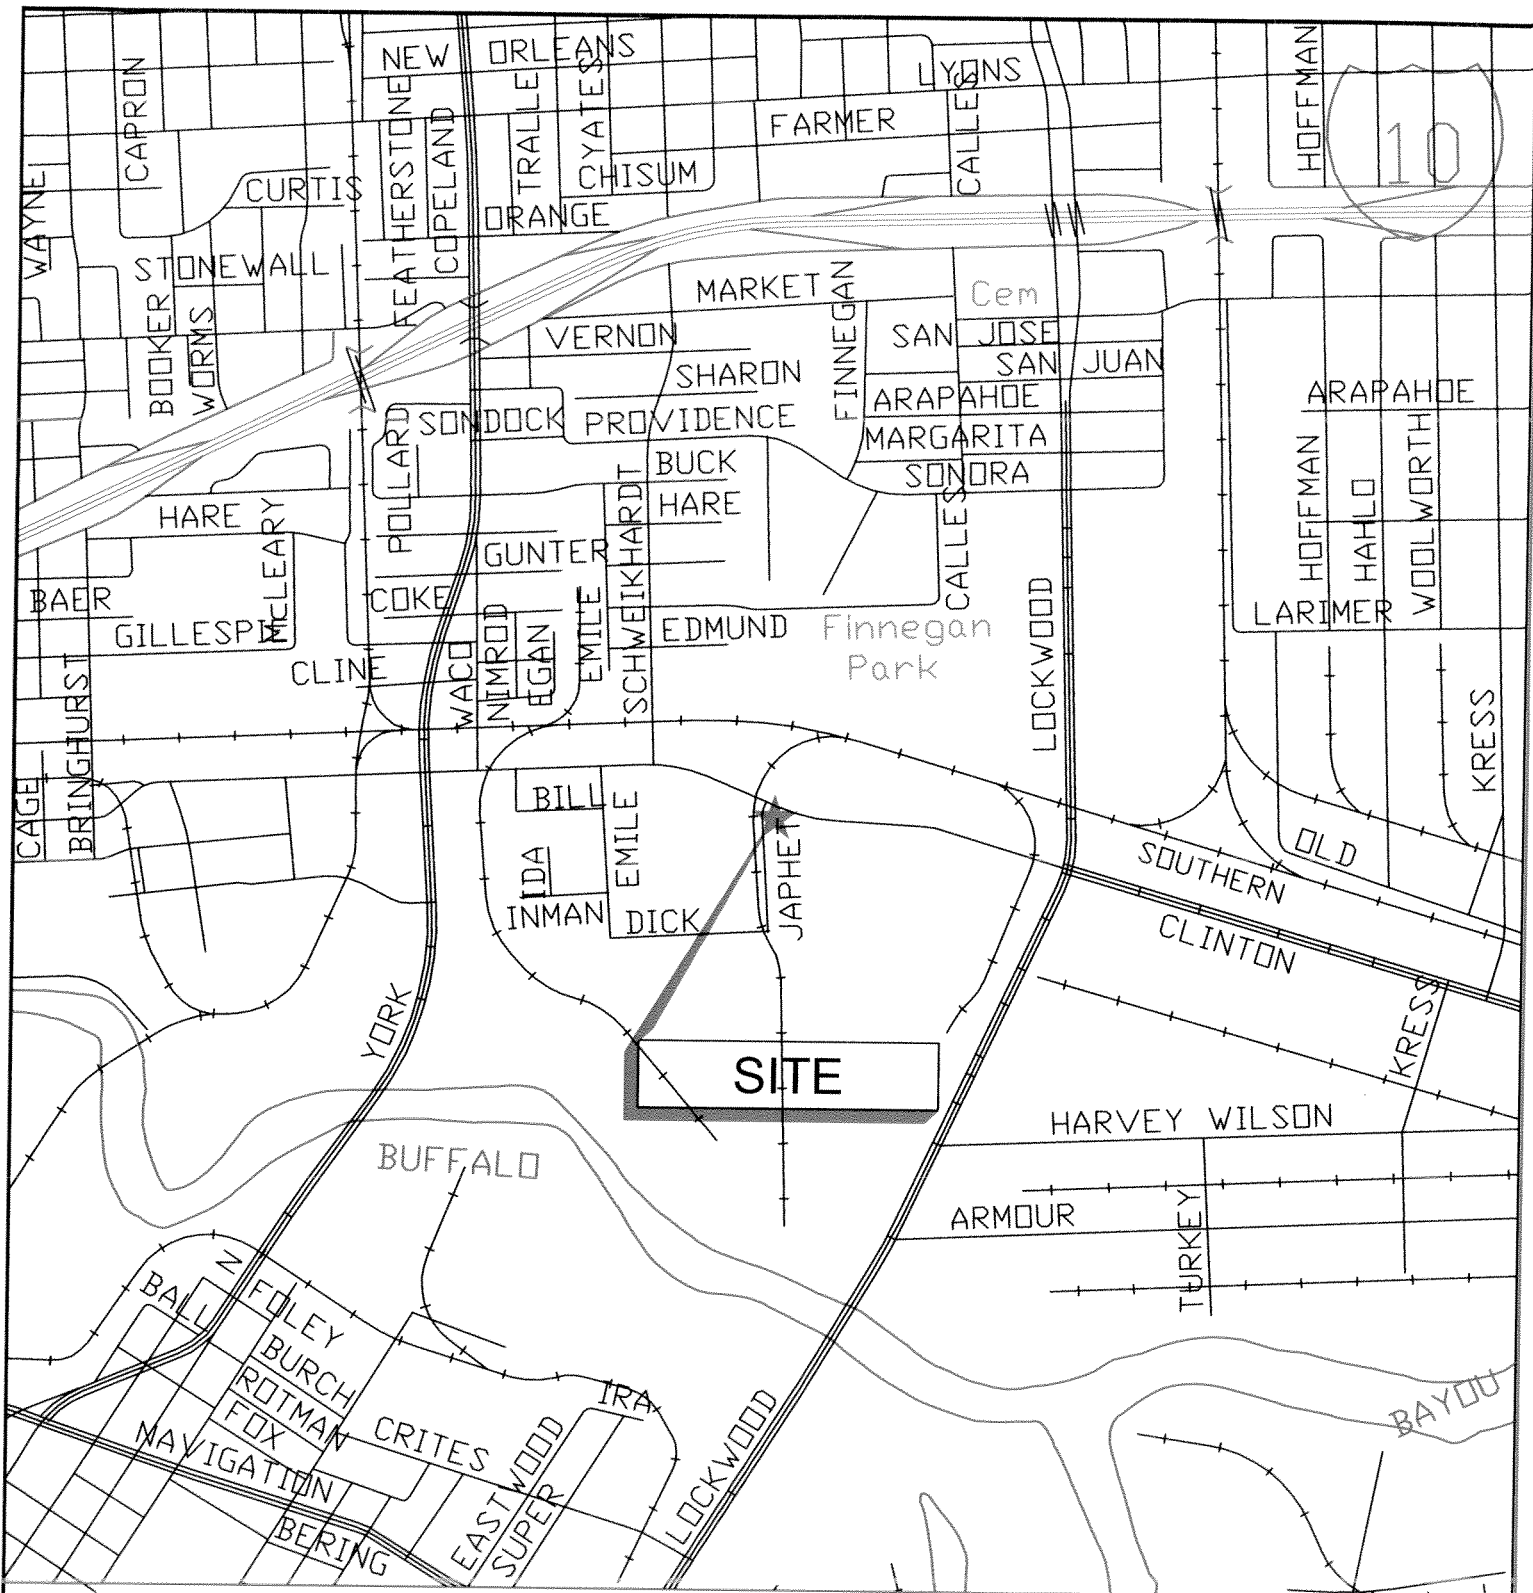 NEW ORLEANS
LYONS
HOFFMAN
CAPRON
FEATHERSTONE
COPELAND
TRALLE
CYATES
CALLES
FARMER
10
CHISUM
CURTIS
ORANGE
WAYNE
STONEWALL
MARKET
FINNEGAN
Cem
BOOKER
WORMS
VERNON
SAN JOSE
SAN JUAN
SHARON
ARAPAHOE
ARAPAHOE
SONDOCK
PROVIDENCE
MARGARITA
POLLARD
BUCK
SONORA
HOFFMAN
HAHLO
WOOLWORTH
HARE
MCLEARY
HARE
SCHWEIKHARDT
CALLES
GUNTER
BAER
COKE
EMILE
LOCKWOOD
LARIMER
GILLESPIE
NIMROD
EGAN
EDMUND
Finnegan
Park
CLINE
WACO
BRINGHURST
KRESS
CAGE
BILL
EMILE
JAPHET
OLD
SOUTHERN
IDA
INMAN
DICK
CLINTON
YORK
KRESS
SITE
HARVEY WILSON
BUFFALO
ARMOUR
TURKEY
N
BALL
FOLEY
BURCH
ROTMAN
FOX
IRA
BAYOU
NAVIGATION
CRITES
EASTWOOD
SUPER
LOCKWOOD
BERING